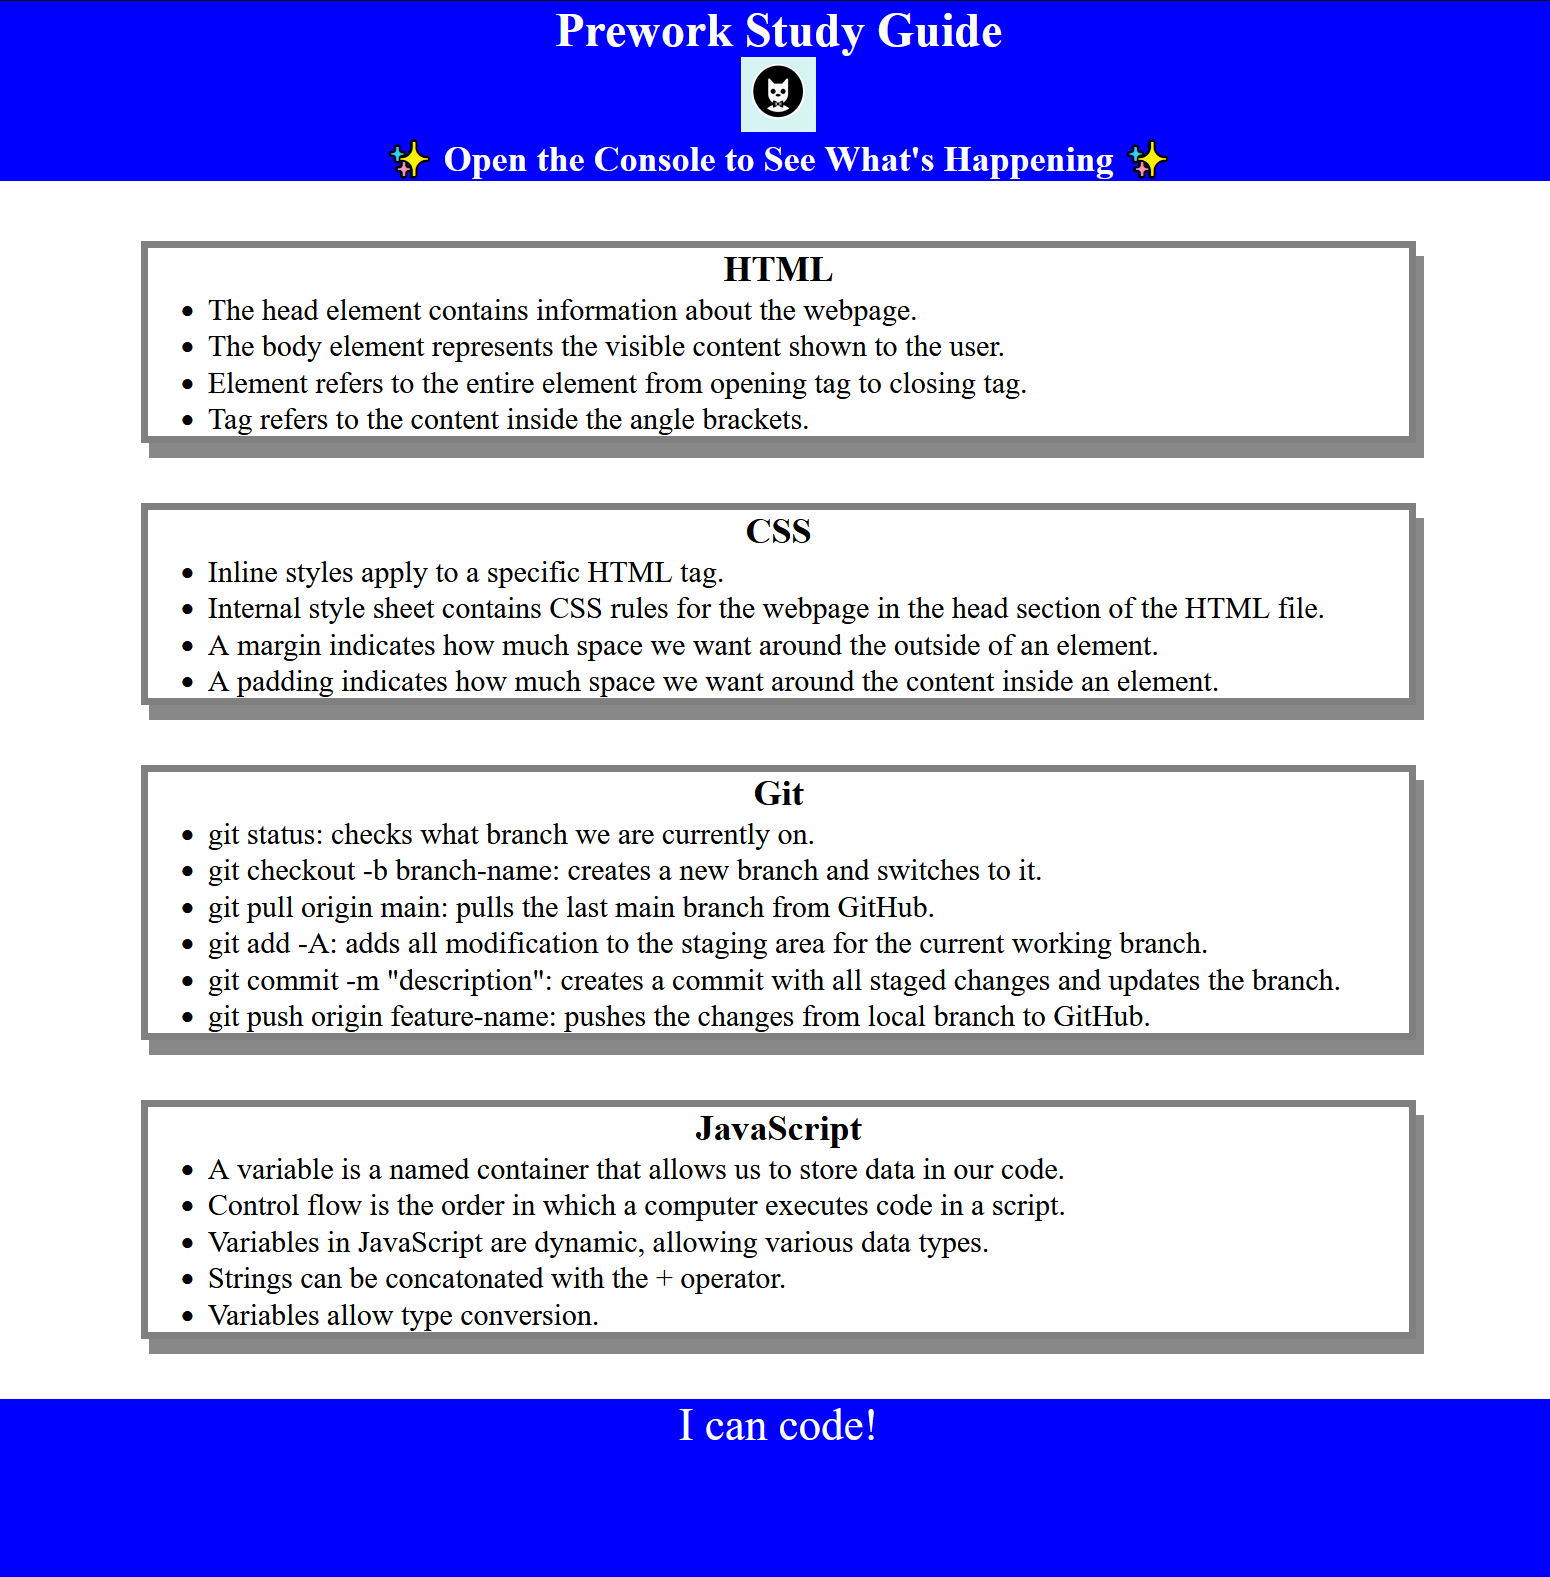 Prework Study Guide
✨ Open the Console to See What's Happening ✨
HTML
• The head element contains information about the webpage.
• The body element represents the visible content shown to the user.
• Element refers to the entire element from opening tag to closing tag.
• Tag refers to the content inside the angle brackets.
CSS
• Inline styles apply to a specific HTML tag.
• Internal style sheet contains CSS rules for the webpage in the head section of the HTML file.
• A margin indicates how much space we want around the outside of an element.
• A padding indicates how much space we want around the content inside an element.
Git
• git status: checks what branch we are currently on.
• git checkout -b branch-name: creates a new branch and switches to it.
• git pull origin main: pulls the last main branch from GitHub.
• git add -A: adds all modification to the staging area for the current working branch.
• git commit -m "description": creates a commit with all staged changes and updates the branch.
• git push origin feature-name: pushes the changes from local branch to GitHub.
JavaScript
• A variable is a named container that allows us to store data in our code.
• Control flow is the order in which a computer executes code in a script.
• Variables in JavaScript are dynamic, allowing various data types.
• Strings can be concatonated with the + operator.
• Variables allow type conversion.
I can code!